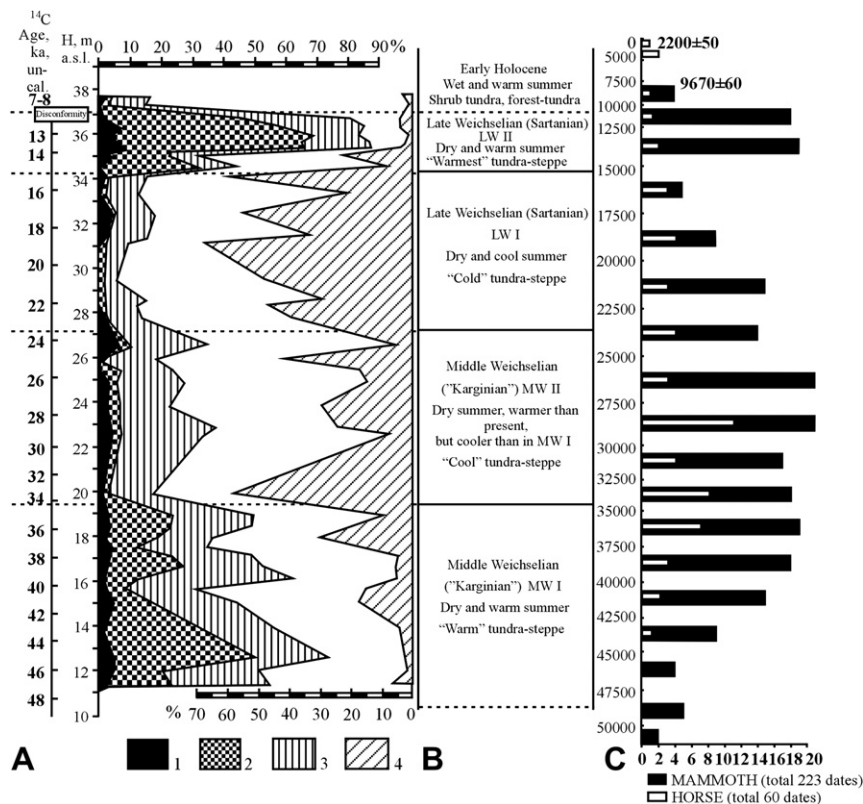 14C
Age,
ka,
un-
cal.
H, m
a.s.l.
0 10 20 30 40 50 60 70 80 90 %
7-8
Disconformity
13
14
16
18
20
22
24
26
28
30
32
34
36
38
40
42
44
46
48
38
36
34
32
30
28
26
24
22
20
18
16
14
12
10
% 70 60 50 40 30 20 10 0
A
1 2 3 4
Early Holocene
Wet and warm summer
Shrub tundra, forest-tundra
Late Weichselian (Sartanian)
LW II
Dry and warm summer
“Warmest” tundra-steppe
Late Weichselian (Sartanian)
LW I
Dry and cool summer
“Cold” tundra-steppe
Middle Weichselian
(”Karginian”) MW II
Dry summer, warmer than
present,
but cooler than in MW I
“Cool” tundra-steppe
Middle Weichselian
(”Karginian”) MW I
Dry and warm summer
“Warm” tundra-steppe
B
0
5000
7500
10000
12500
15000
17500
20000
22500
25000
27500
30000
32500
35000
37500
40000
42500
45000
47500
50000
2200±50
9670±60
0 2 4 6 8 10 12 14 16 18 20
C
MAMMOTH (total 223 dates)
HORSE (total 60 dates)